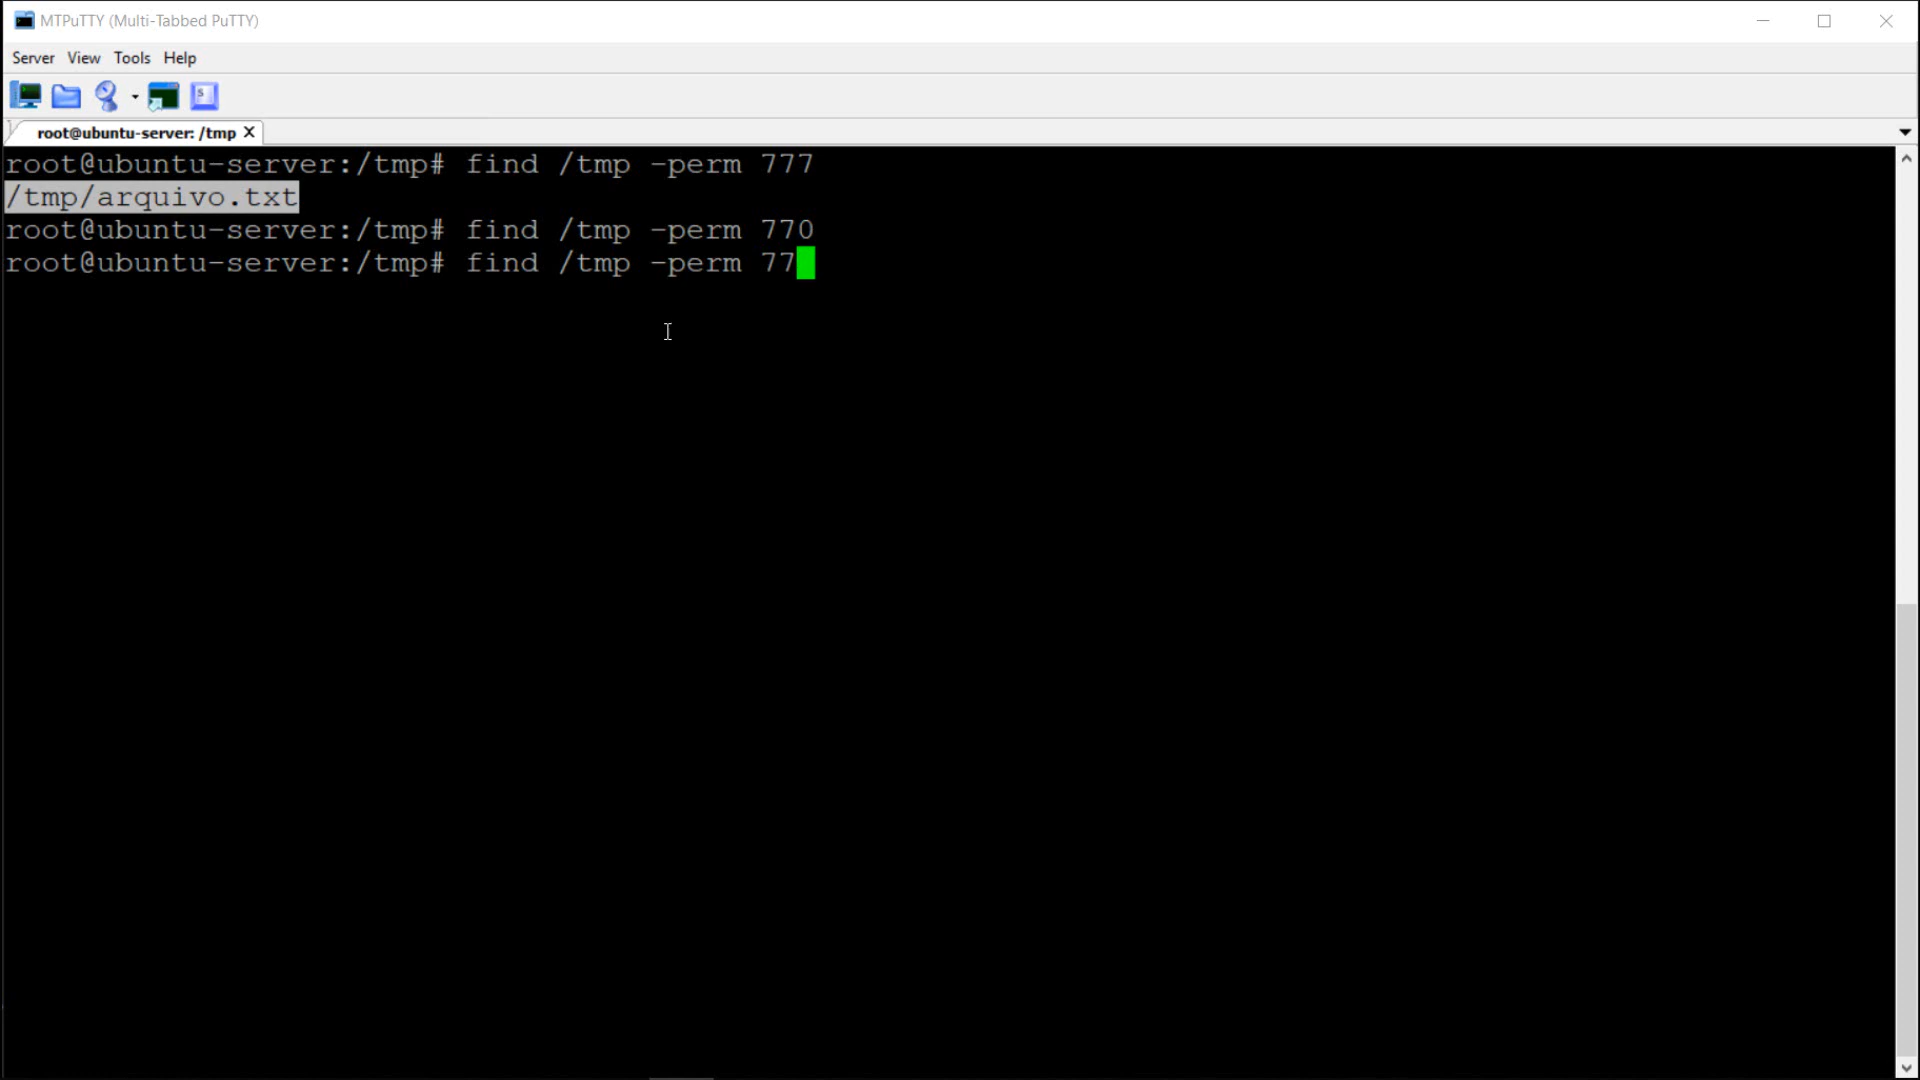 MTPuTTY (Multi-Tabbed PuTTY)
Server View Tools Help
root@ubuntu-server: /tmp X
root@ubuntu-server:/tmp# find /tmp -perm 777
/tmp/arquivo.txt
root@ubuntu-server:/tmp# find /tmp -perm 770
root@ubuntu-server:/tmp# find /tmp -perm 77